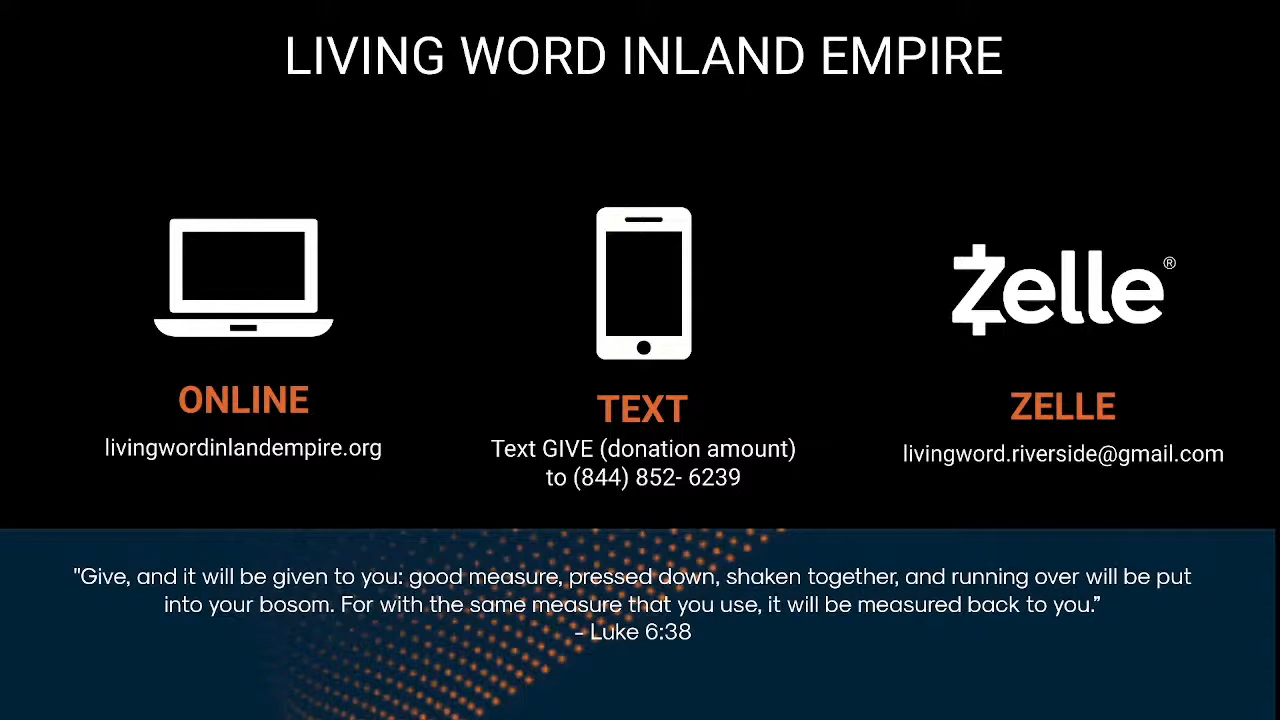 LIVING WORD INLAND EMPIRE
Zelle®
ONLINE
livingwordinlandempire.org
TEXT
Text GIVE (donation amount)
to (844) 852- 6239
ZELLE
livingword.riverside@gmail.com
"Give, and it will be given to you: good measure, pressed down, shaken together, and running over will be put
into your bosom. For with the same measure that you use, it will be measured back to you.”
- Luke 6:38